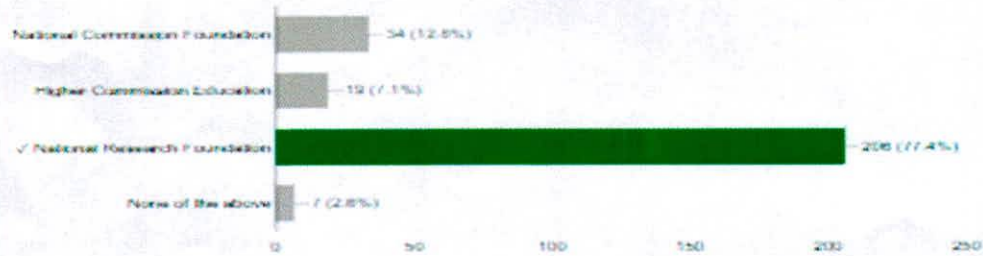 National Commission Foundation 34 (12.8%)
Higher Commission Education 19 (7.1%)
✓ National Research Foundation 206 (77.4%)
None of the above 7 (2.6%)
0 50 100 150 200 250